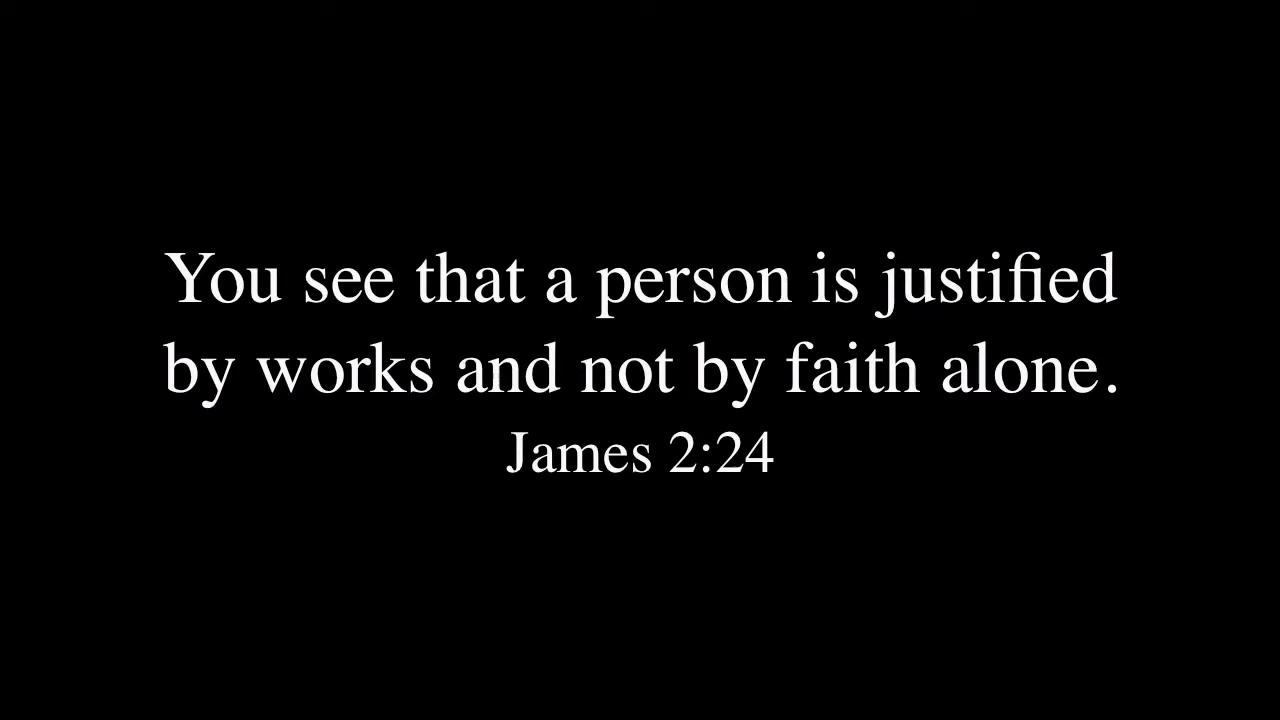 You see that a person is justified
by works and not by faith alone.
James 2:24